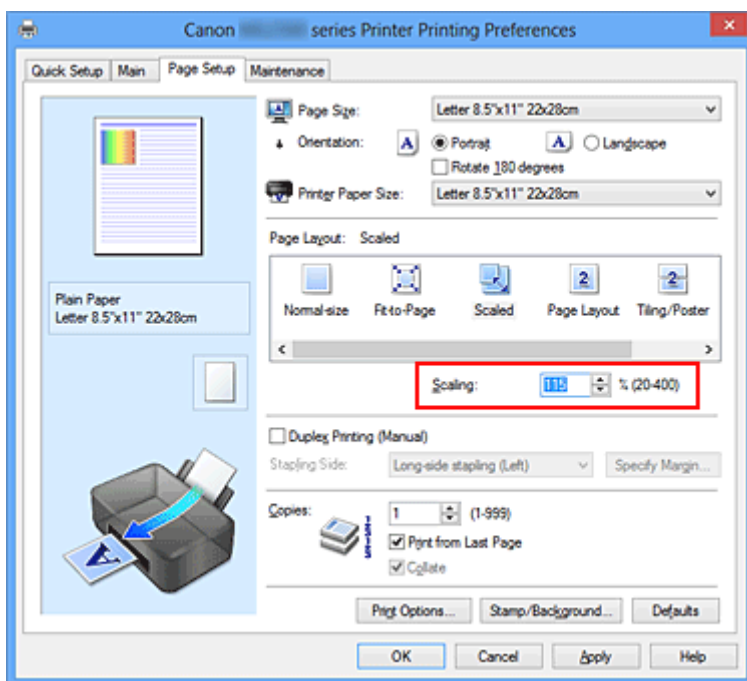 Canon series Printer Printing Preferences
Quick Setup Main Page Setup Maintenance
Page Size: Letter 8.5"x11" 22x28cm
Orientation: A Portrait A Landscape
Rotate 180 degrees
Printer Paper Size: Letter 8.5"x11" 22x28cm
Page Layout: Scaled
Normal-size Fit-to-Page Scaled Page Layout Tiling/Poster
Plain Paper
Letter 8.5"x11" 22x28cm
Scaling: 115 % (20-400)
Duplex Printing (Manual)
Stapling Side: Long-side stapling (Left) Specify Margin...
Copies: 1 (1-999)
Print from Last Page
Collate
Print Options... Stamp/Background... Defaults
OK Cancel Apply Help